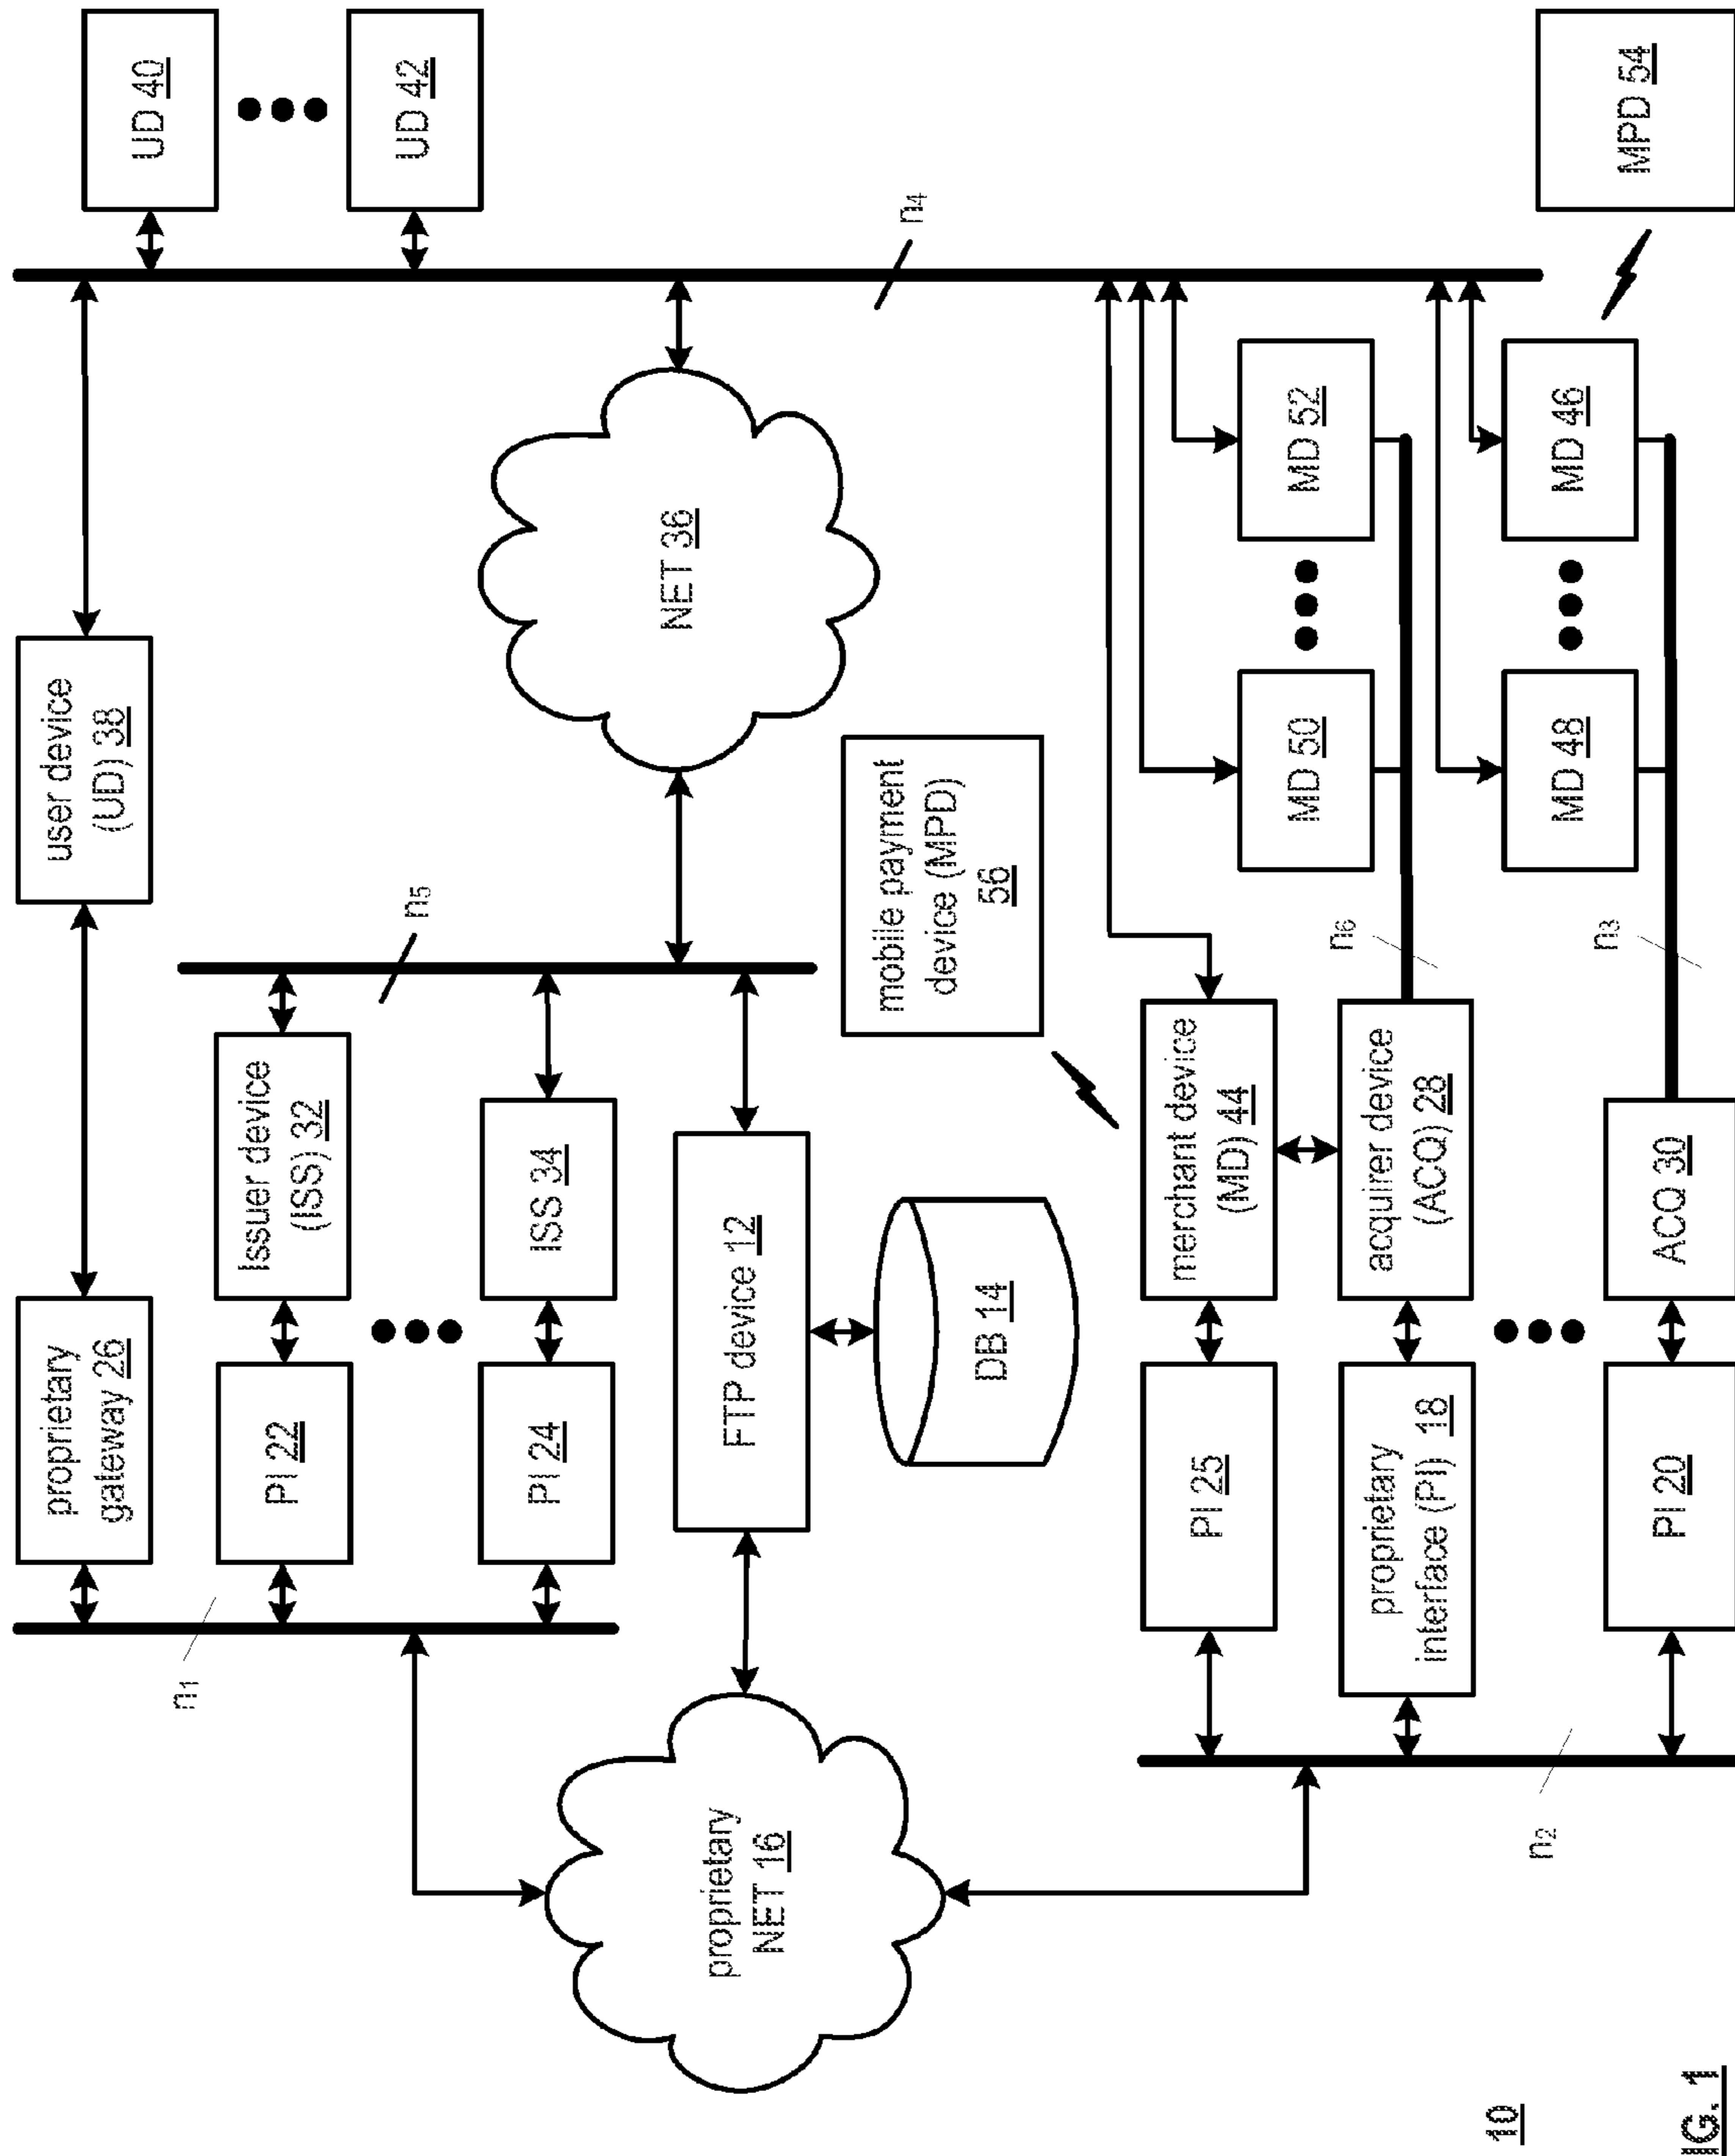 proprietary
gateway 26
user device
(UD) 38
UD 40
n1
PI 22
Issuer device
(ISS) 32
n5
UD 42
PI 24
ISS 34
proprietary
NET 16
FTP device 12
NET 36
DB 14
mobile payment
device (MPD)
56
n4
PI 25
merchant device
(MD) 44
MD 50
MD 52
proprietary
interface (PI) 18
acquirer device
(ACQ) 28
n6
n2
PI 20
ACQ 30
n3
MD 48
MD 46
MPD 54
10
IG. 1